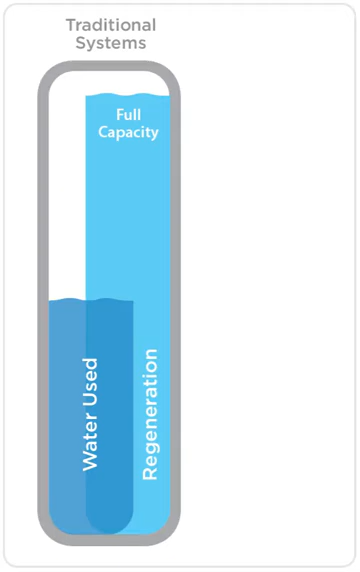 Traditional
Systems
Full
Capacity
Water Used
Regeneration